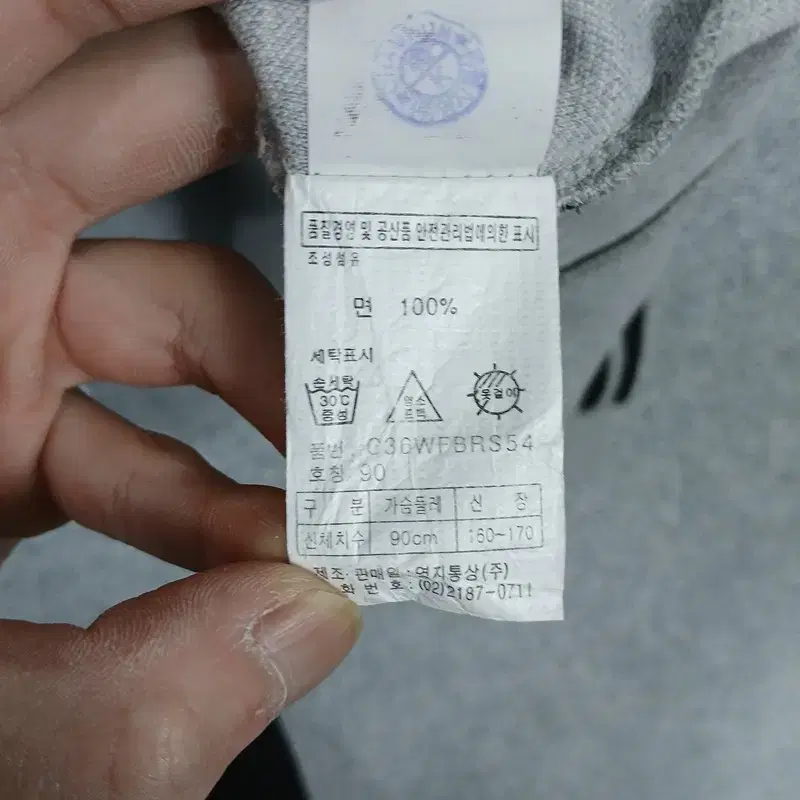 품질경영 및 공산품 안전관리법에의한 표시
조성섬유
면 100%
세탁표시
손세탁
30℃
중성
염소
표백
옷걸이
품번. C36WFBRS54
호칭 90
구 분 가슴둘레 신 장
신체치수 90cm 160~170
제조. 판매원 : 영지통상(주)
화 번 호 : (02)2187-0711